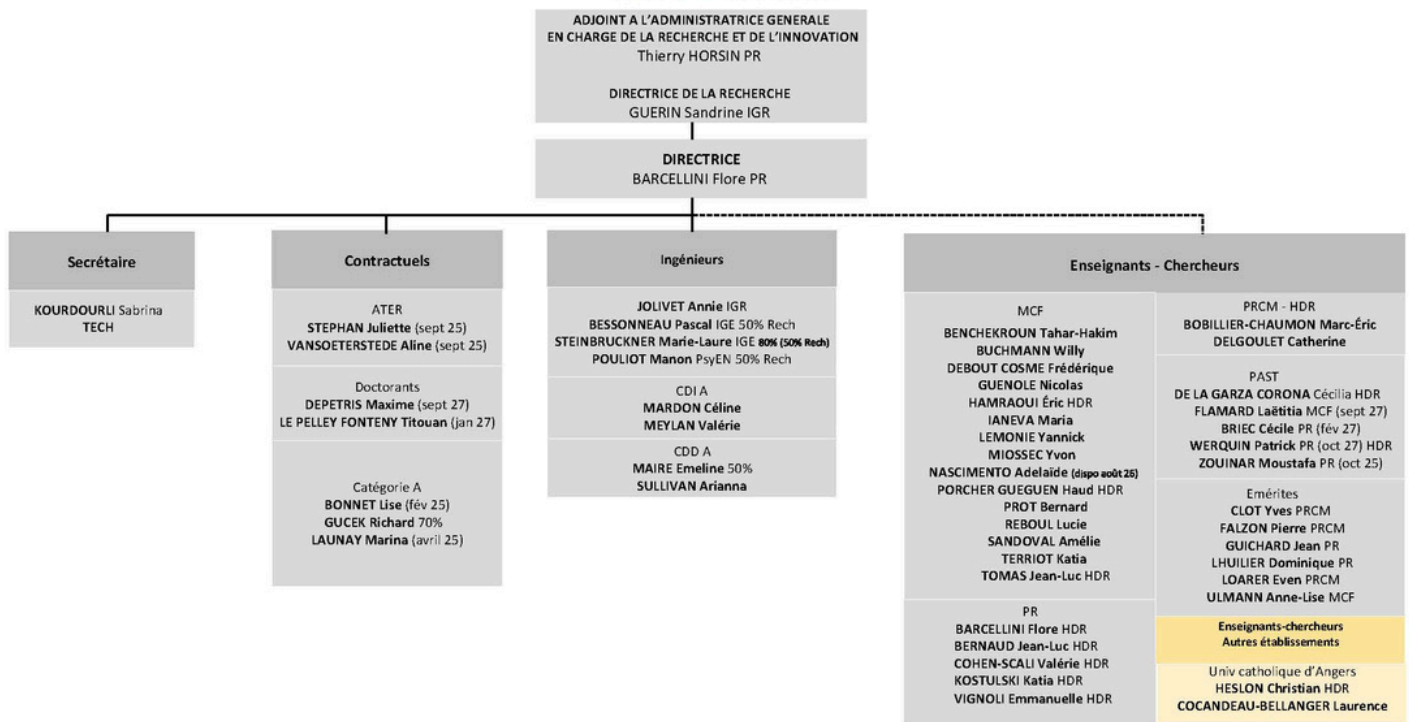 ADJOINT A L'ADMINISTRATRICE GENERALE
EN CHARGE DE LA RECHERCHE ET DE L'INNOVATION
Thierry HORSIN PR
DIRECTRICE DE LA RECHERCHE
GUERIN Sandrine IGR
DIRECTRICE
BARCELLINI Flore PR
Secrétaire
KOURDOURLI Sabrina
TECH
Contractuels
ATER
STEPHAN Juliette (sept 25)
VANSOETERSTEDE Aline (sept 25)
Doctorants
DEPETRIS Maxime (sept 27)
LE PELLEY FONTENY Titouan (jan 27)
Catégorie A
BONNET Lise (fév 25)
GUCEK Richard 70%
LAUNAY Marina (avril 25)
Ingénieurs
JOLIVET Annie IGR
BESSONNEAU Pascal IGE 50% Rech
STEINBRUCKNER Marie-Laure IGE 80% (50% Rech)
POULIOT Manon PsyEN 50% Rech
CDI A
MARDON Céline
MEYLAN Valérie
CDD A
MAIRE Emeline 50%
SULLIVAN Arianna
Enseignants - Chercheurs
MCF
BENCHEKROUN Tahar-Hakim
BUCHMANN Willy
DEBOUT COSME Frédérique
GUENOLE Nicolas
HAMRAOUI Éric HDR
IANEVA Maria
LEMONIE Yannick
MIOSSEC Yvon
NASCIMENTO Adelaïde (dispo août 26)
PORCHER GUEGUEN Haud HDR
PROT Bernard
REBOUL Lucie
SANDOVAL Amélie
TERRIOT Katia
TOMAS Jean-Luc HDR
PR
BARCELLINI Flore HDR
BERNAUD Jean-Luc HDR
COHEN-SCALI Valérie HDR
KOSTULSKI Katia HDR
VIGNOLI Emmanuelle HDR
PRCM - HDR
BOBILLIER-CHAUMON Marc-Éric
DELGOULET Catherine
PAST
DE LA GARZA CORONA Cécilia HDR
FLAMARD Laëtitia MCF (sept 27)
BRIEC Cécile PR (fév 27)
WERQUIN Patrick PR (oct 27) HDR
ZOUINAR Moustafa PR (oct 25)
Emérites
CLOT Yves PRCM
FALZON Pierre PRCM
GUICHARD Jean PR
LHUILIER Dominique PR
LOARER Even PRCM
ULMANN Anne-Lise MCF
Enseignants-chercheurs
Autres établissements
Univ catholique d'Angers
HESLON Christian HDR
COCANDEAU-BELLANGER Laurence